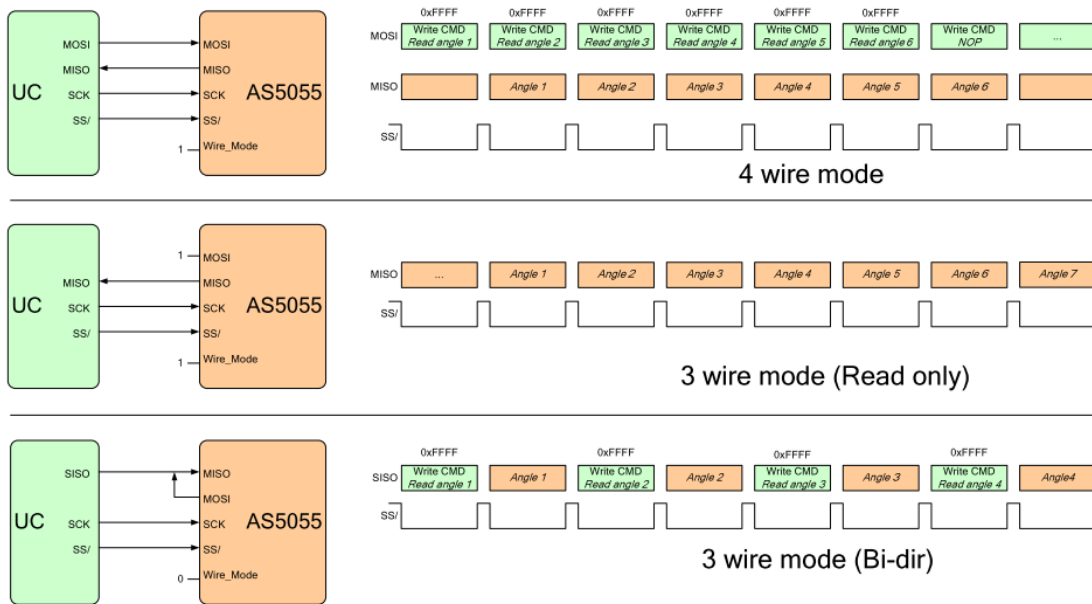 0xFFFF 0xFFFF 0xFFFF 0xFFFF 0xFFFF 0xFFFF
MOSI Write CMD Write CMD Write CMD Write CMD Write CMD Write CMD Write CMD ...
Read angle 1 Read angle 2 Read angle 3 Read angle 4 Read angle 5 Read angle 6 NOP
MISO Angle 1 Angle 2 Angle 3 Angle 4 Angle 5 Angle 6
SS/
4 wire mode
UC
MOSI
MISO
SCK
SS/
AS5055
MOSI
MISO
SCK
SS/
1 Wire_Mode
MISO ... Angle 1 Angle 2 Angle 3 Angle 4 Angle 5 Angle 6 Angle 7
SS/
3 wire mode (Read only)
UC
MISO
SCK
SS/
AS5055
1 MOSI
MISO
SCK
SS/
1 Wire_Mode
0xFFFF 0xFFFF 0xFFFF 0xFFFF
SISO Write CMD Angle 1 Write CMD Angle 2 Write CMD Angle 3 Write CMD Angle4
Read angle 1 Read angle 2 Read angle 3 Read angle 4
SS/
3 wire mode (Bi-dir)
UC
SISO
SCK
SS/
AS5055
MISO
MOSI
SCK
SS/
0 Wire_Mode